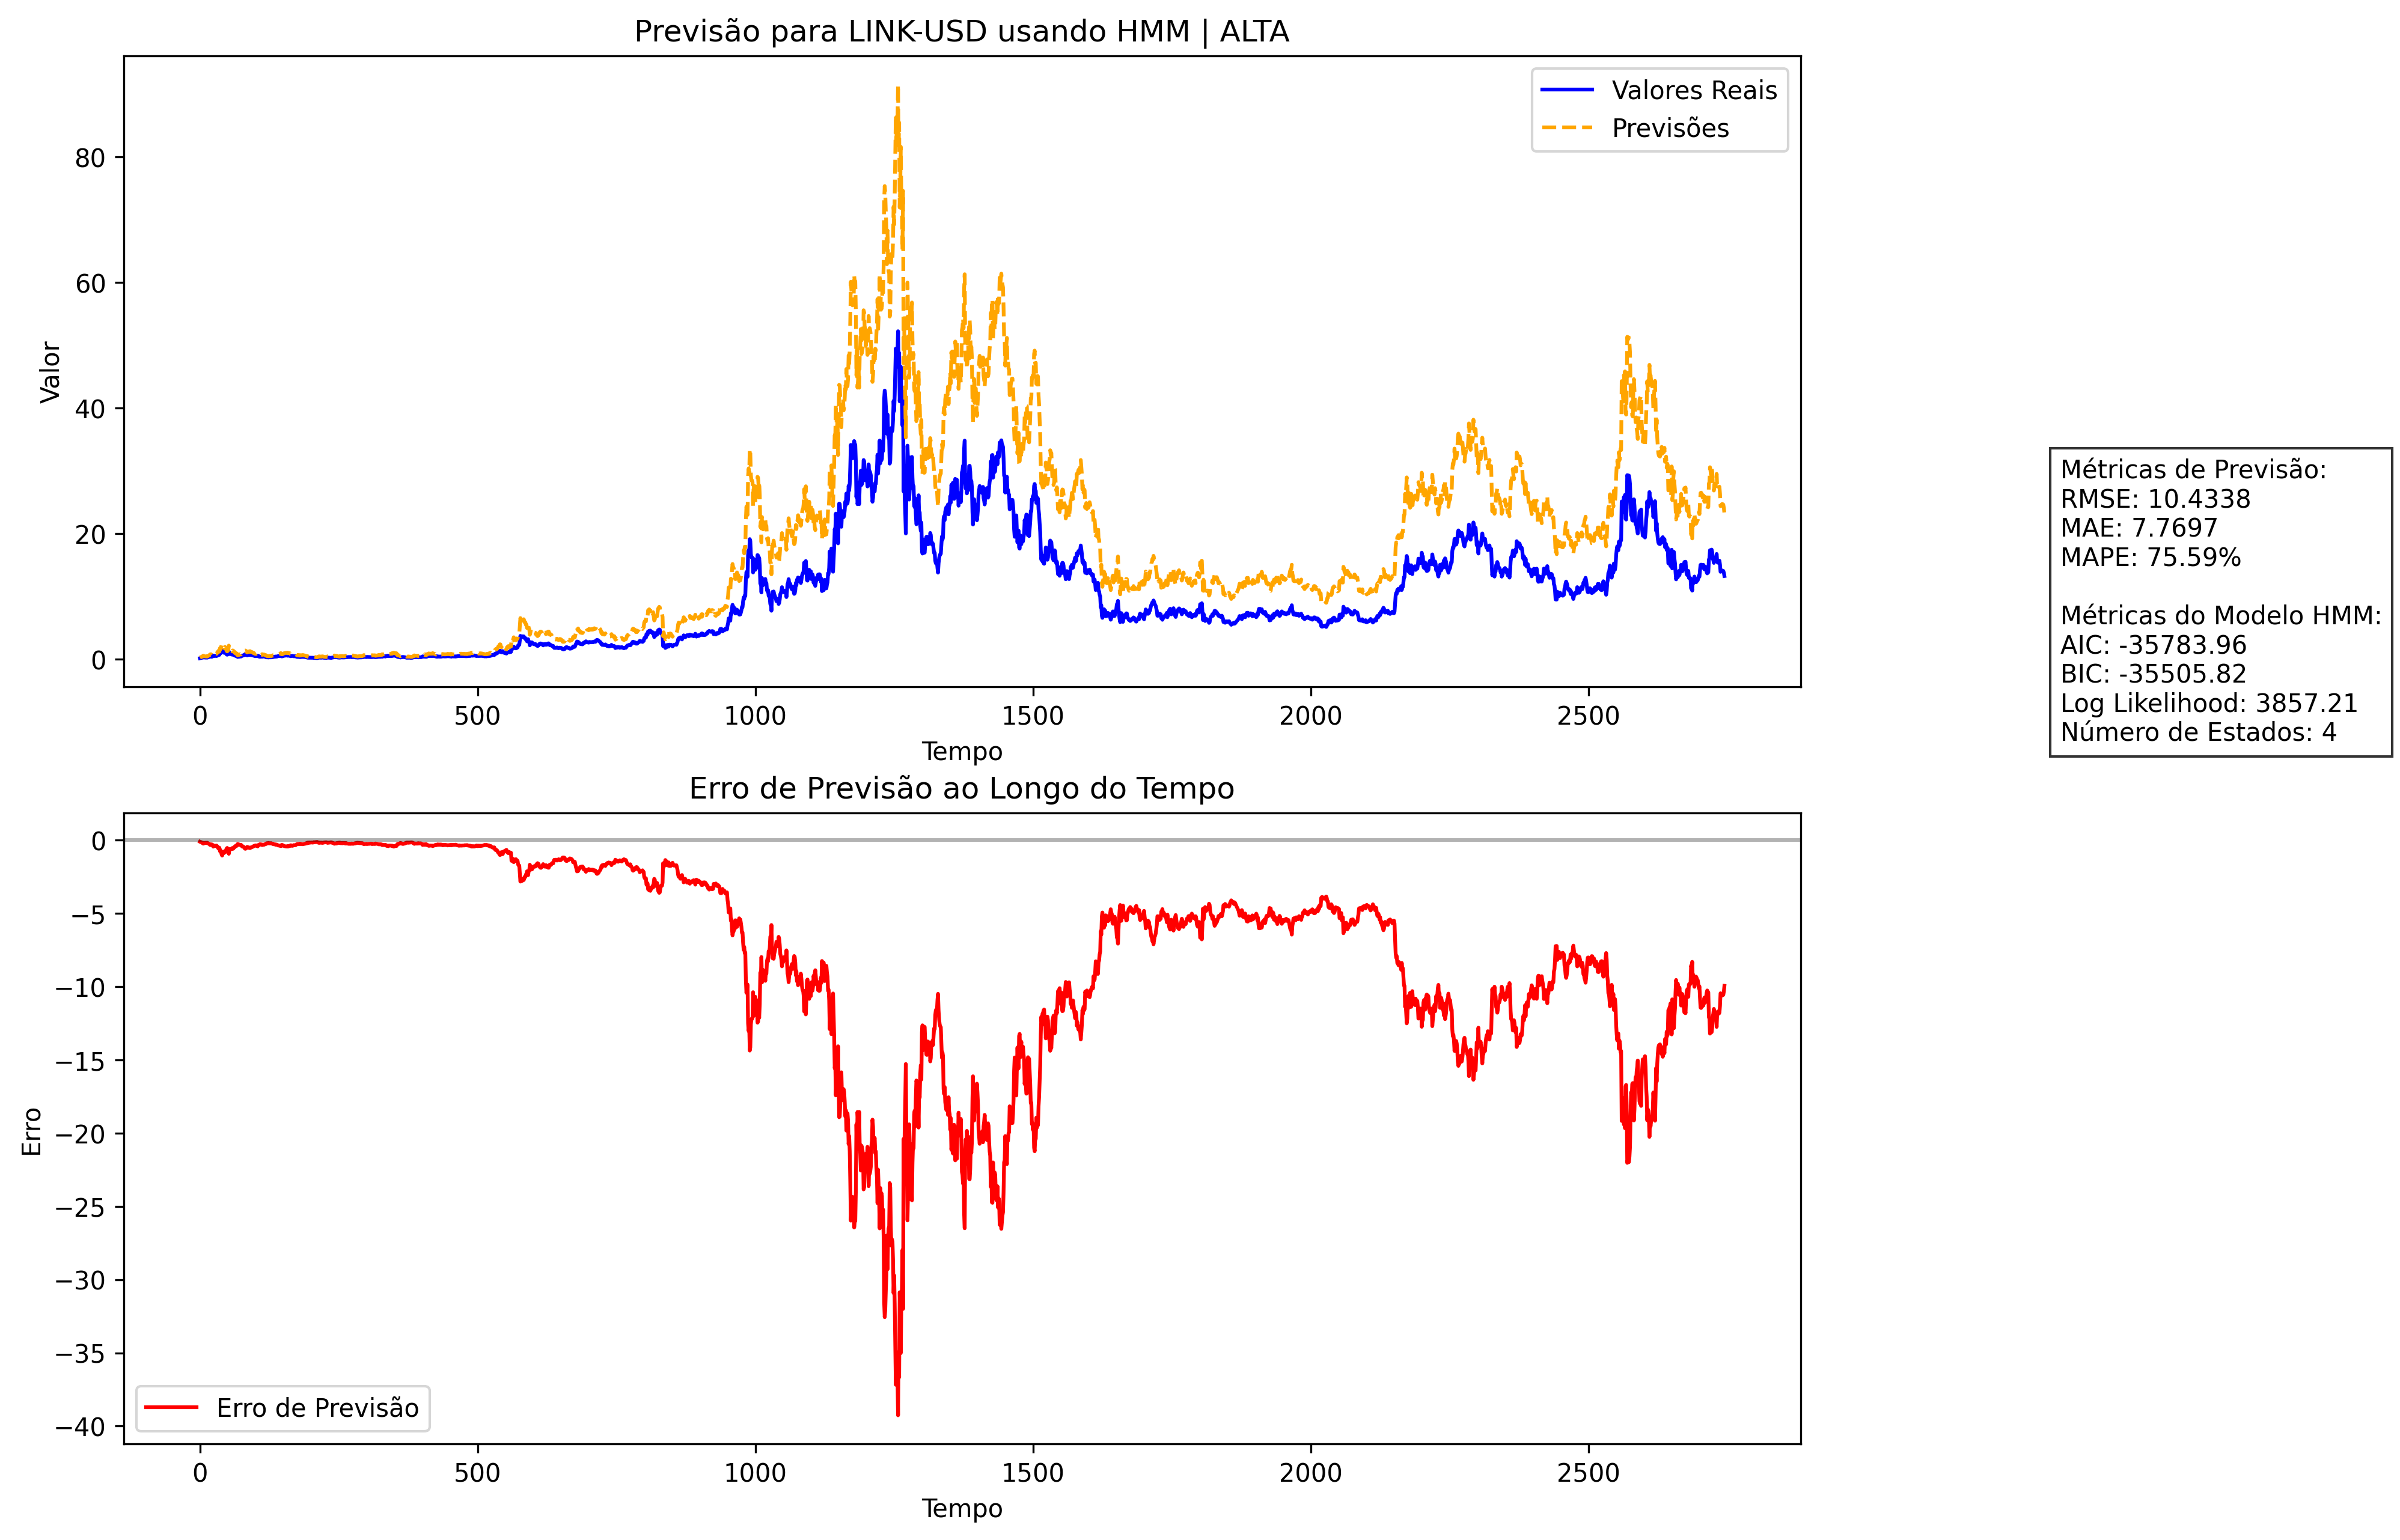 Previsão para LINK-USD usando HMM | ALTA
Valores Reais
Previsões
Valor
80
60
40
20
0
0 500 1000 1500 2000 2500
Tempo
Métricas de Previsão:
RMSE: 10.4338
MAE: 7.7697
MAPE: 75.59%
Métricas do Modelo HMM:
AIC: -35783.96
BIC: -35505.82
Log Likelihood: 3857.21
Número de Estados: 4
Erro de Previsão ao Longo do Tempo
Erro
0
−5
−10
−15
−20
−25
−30
−35
−40
Erro de Previsão
0 500 1000 1500 2000 2500
Tempo